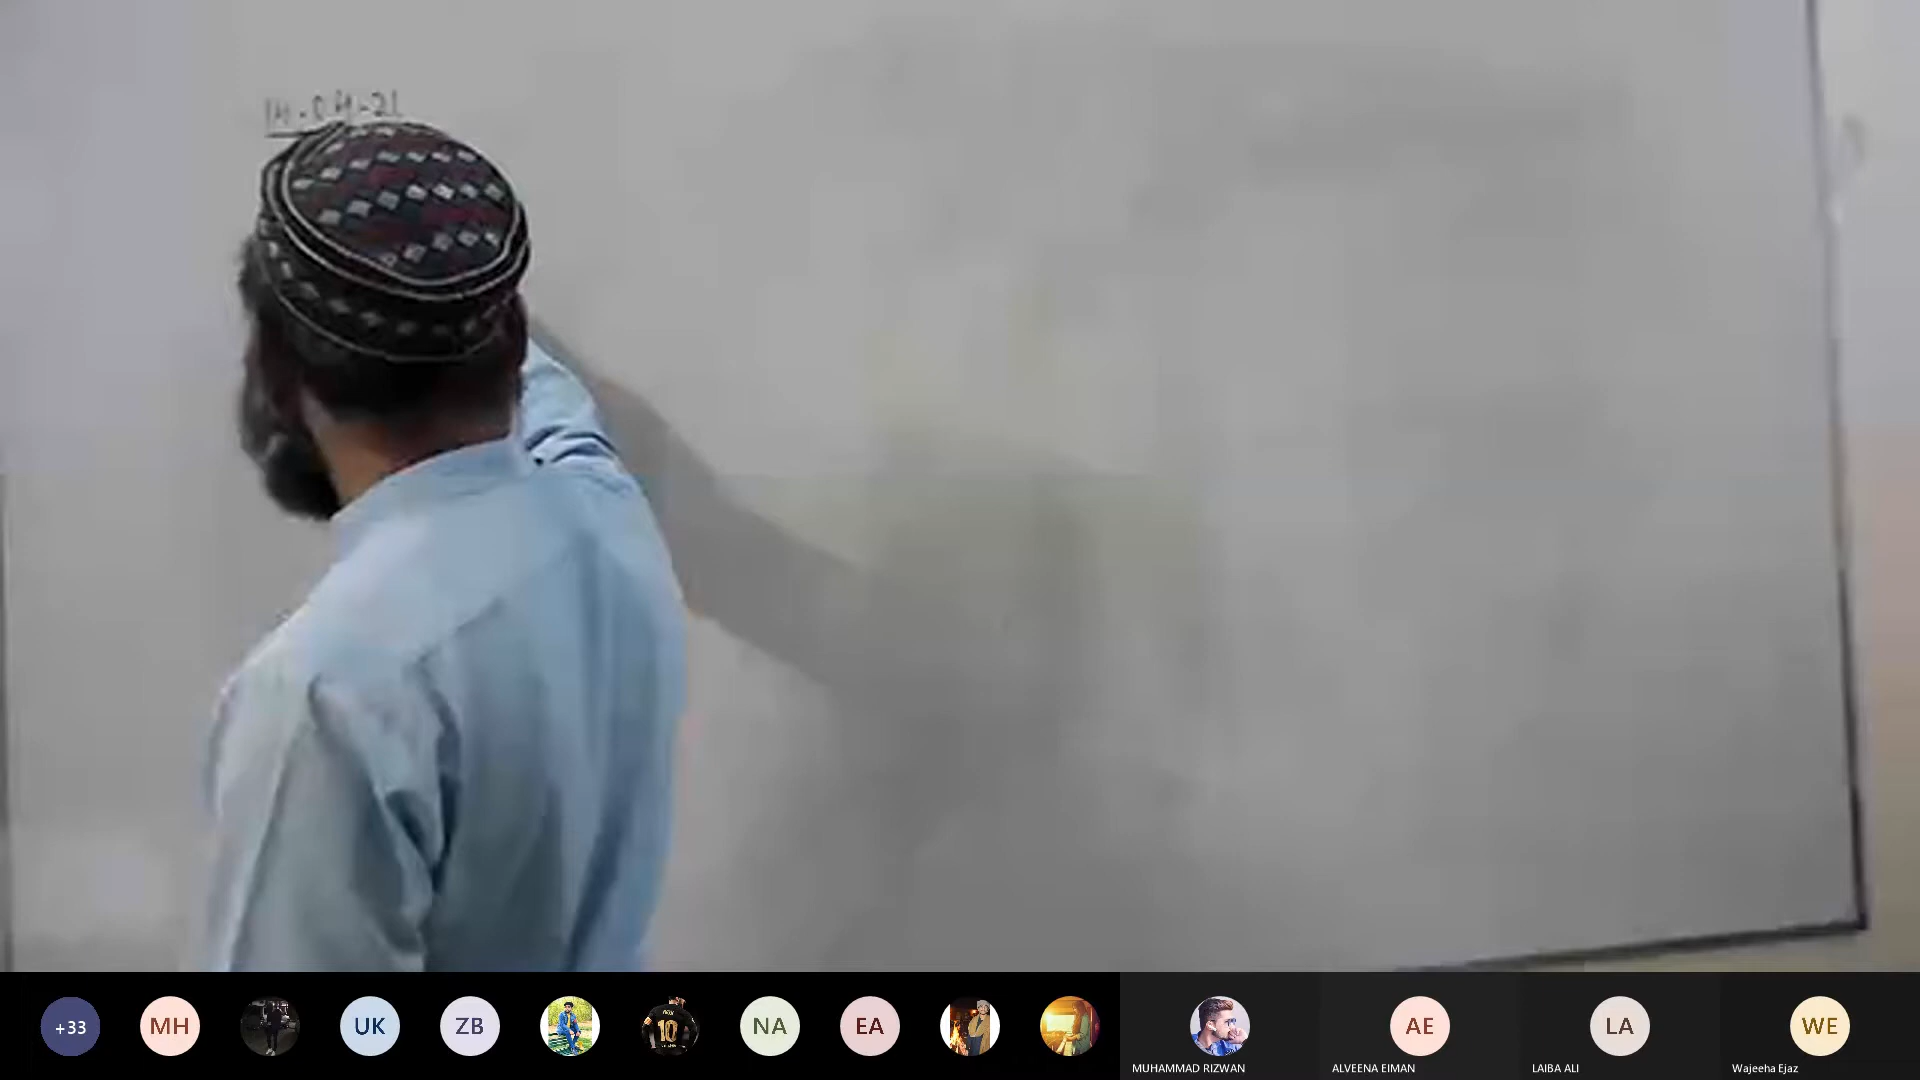 14-04-21
+33
MH
UK
ZB
10
NA
EA
MUHAMMAD RIZWAN
AE
ALVEENA EIMAN
LA
LAIBA ALI
WE
Wajeeha Ejaz